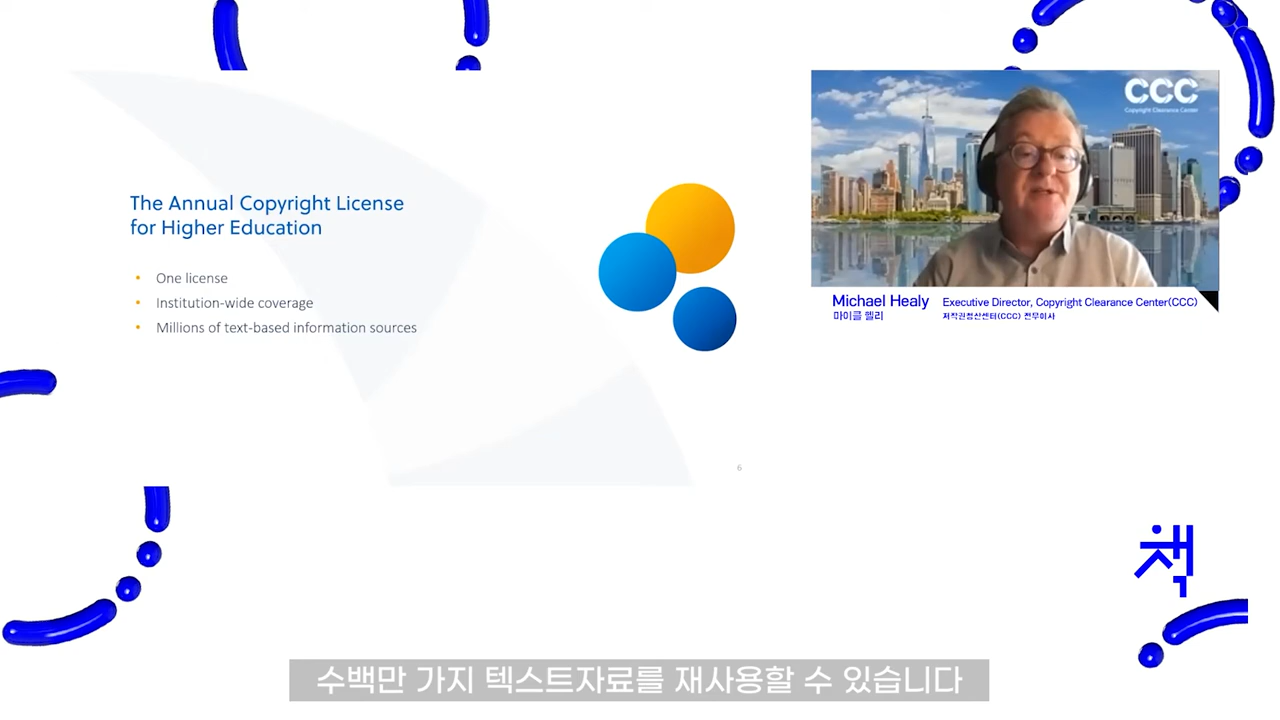 The Annual Copyright License
for Higher Education
• One license
• Institution-wide coverage
• Millions of text-based information sources
6
CCC
Copyright Clearance Center
Michael Healy
마이클 힐리
Executive Director, Copyright Clearance Center(CCC)
저작권정산센터(CCC) 전무이사
책
수백만 가지 텍스트자료를 재사용할 수 있습니다